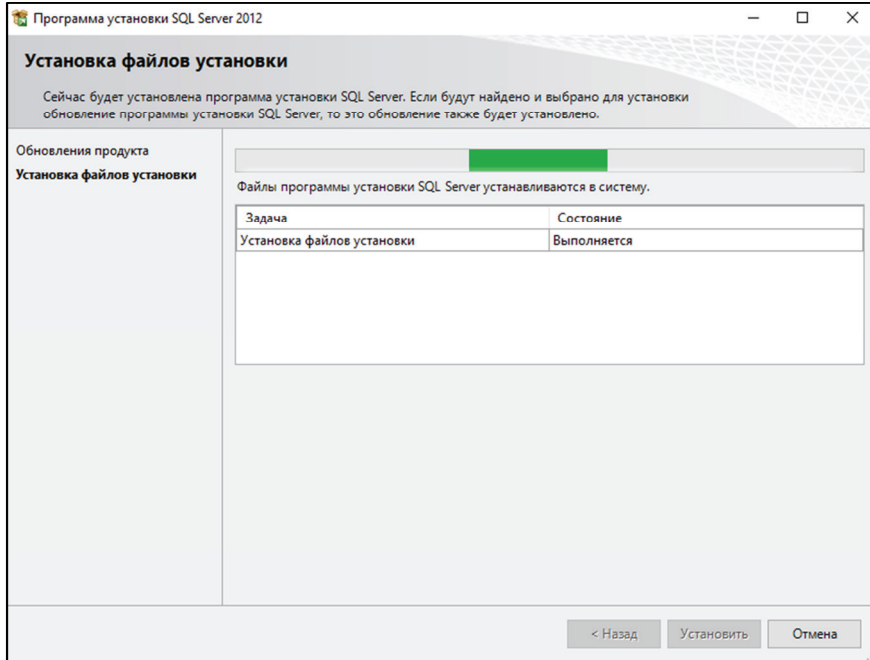 Программа установки SQL Server 2012
Установка файлов установки
Сейчас будет установлена программа установки SQL Server. Если будут найдено и выбрано для установки
обновление программы установки SQL Server, то это обновление также будет установлено.
Обновления продукта
Установка файлов установки
Файлы программы установки SQL Server устанавливаются в систему.
Задача Состояние
Установка файлов установки Выполняется
< Назад Установить Отмена